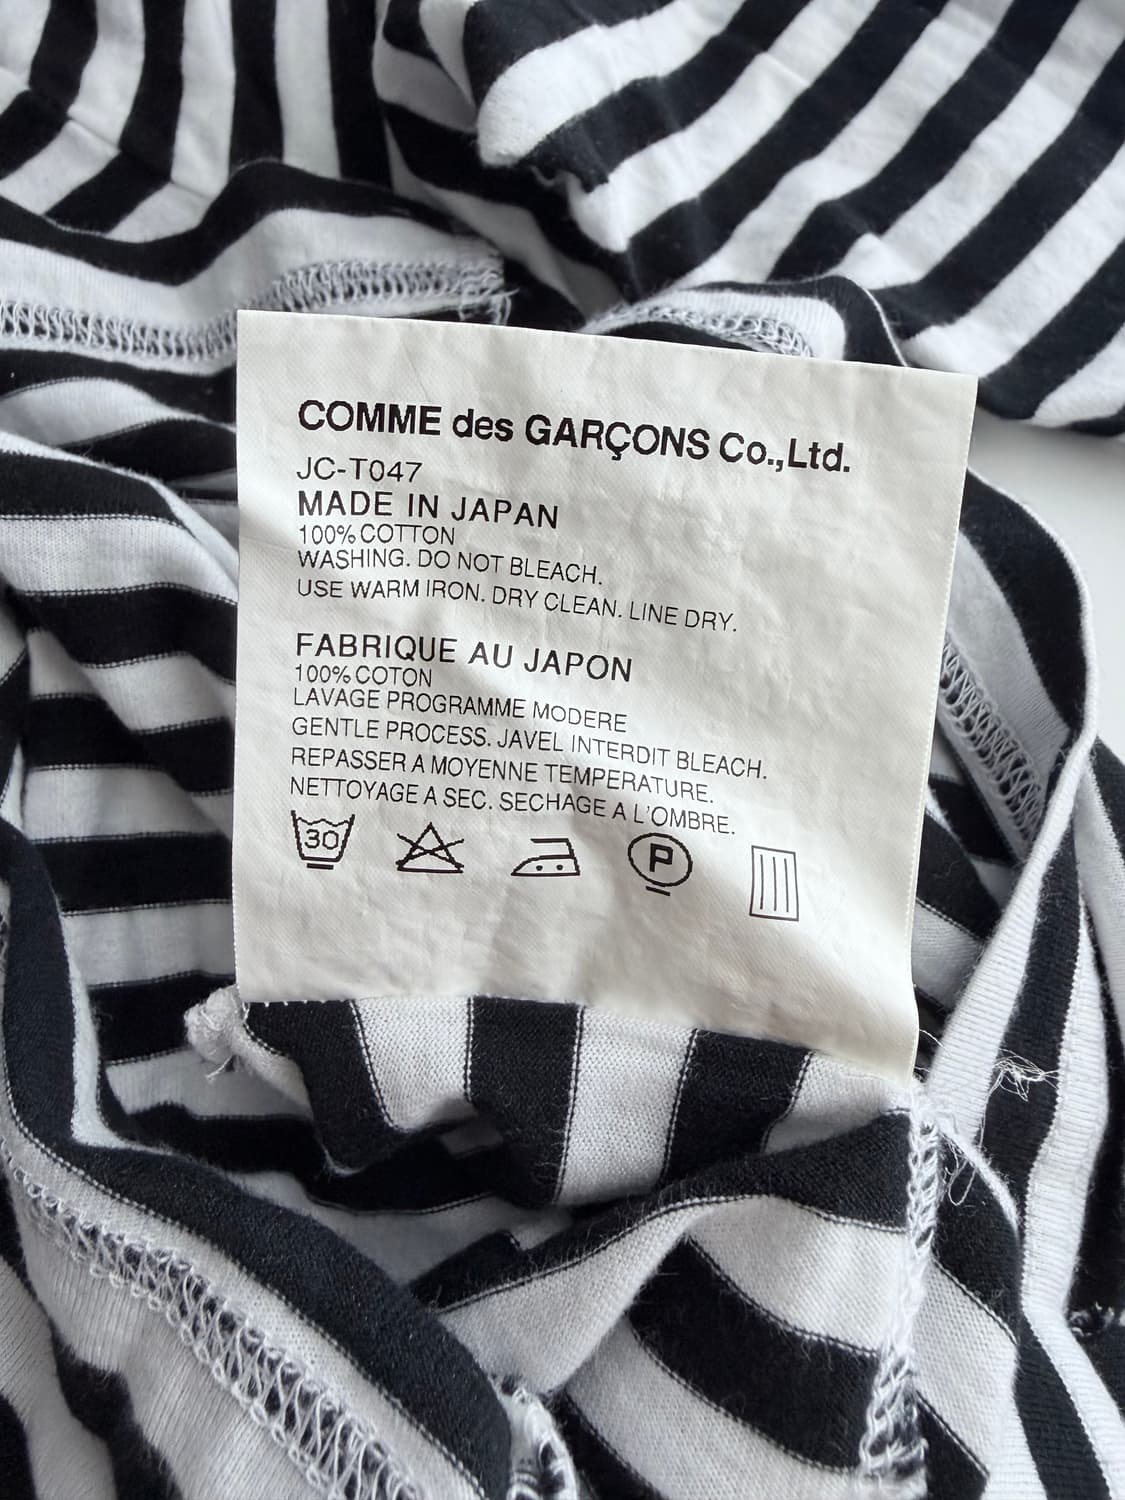 COMME des GARÇONS Co.,Ltd.
JC-T047
MADE IN JAPAN
100% COTTON
WASHING. DO NOT BLEACH.
USE WARM IRON. DRY CLEAN. LINE DRY.
FABRIQUE AU JAPON
100% COTON
LAVAGE PROGRAMME MODERE
GENTLE PROCESS. JAVEL INTERDIT BLEACH.
REPASSER A MOYENNE TEMPERATURE.
NETTOYAGE A SEC. SECHAGE A L'OMBRE.
30 P